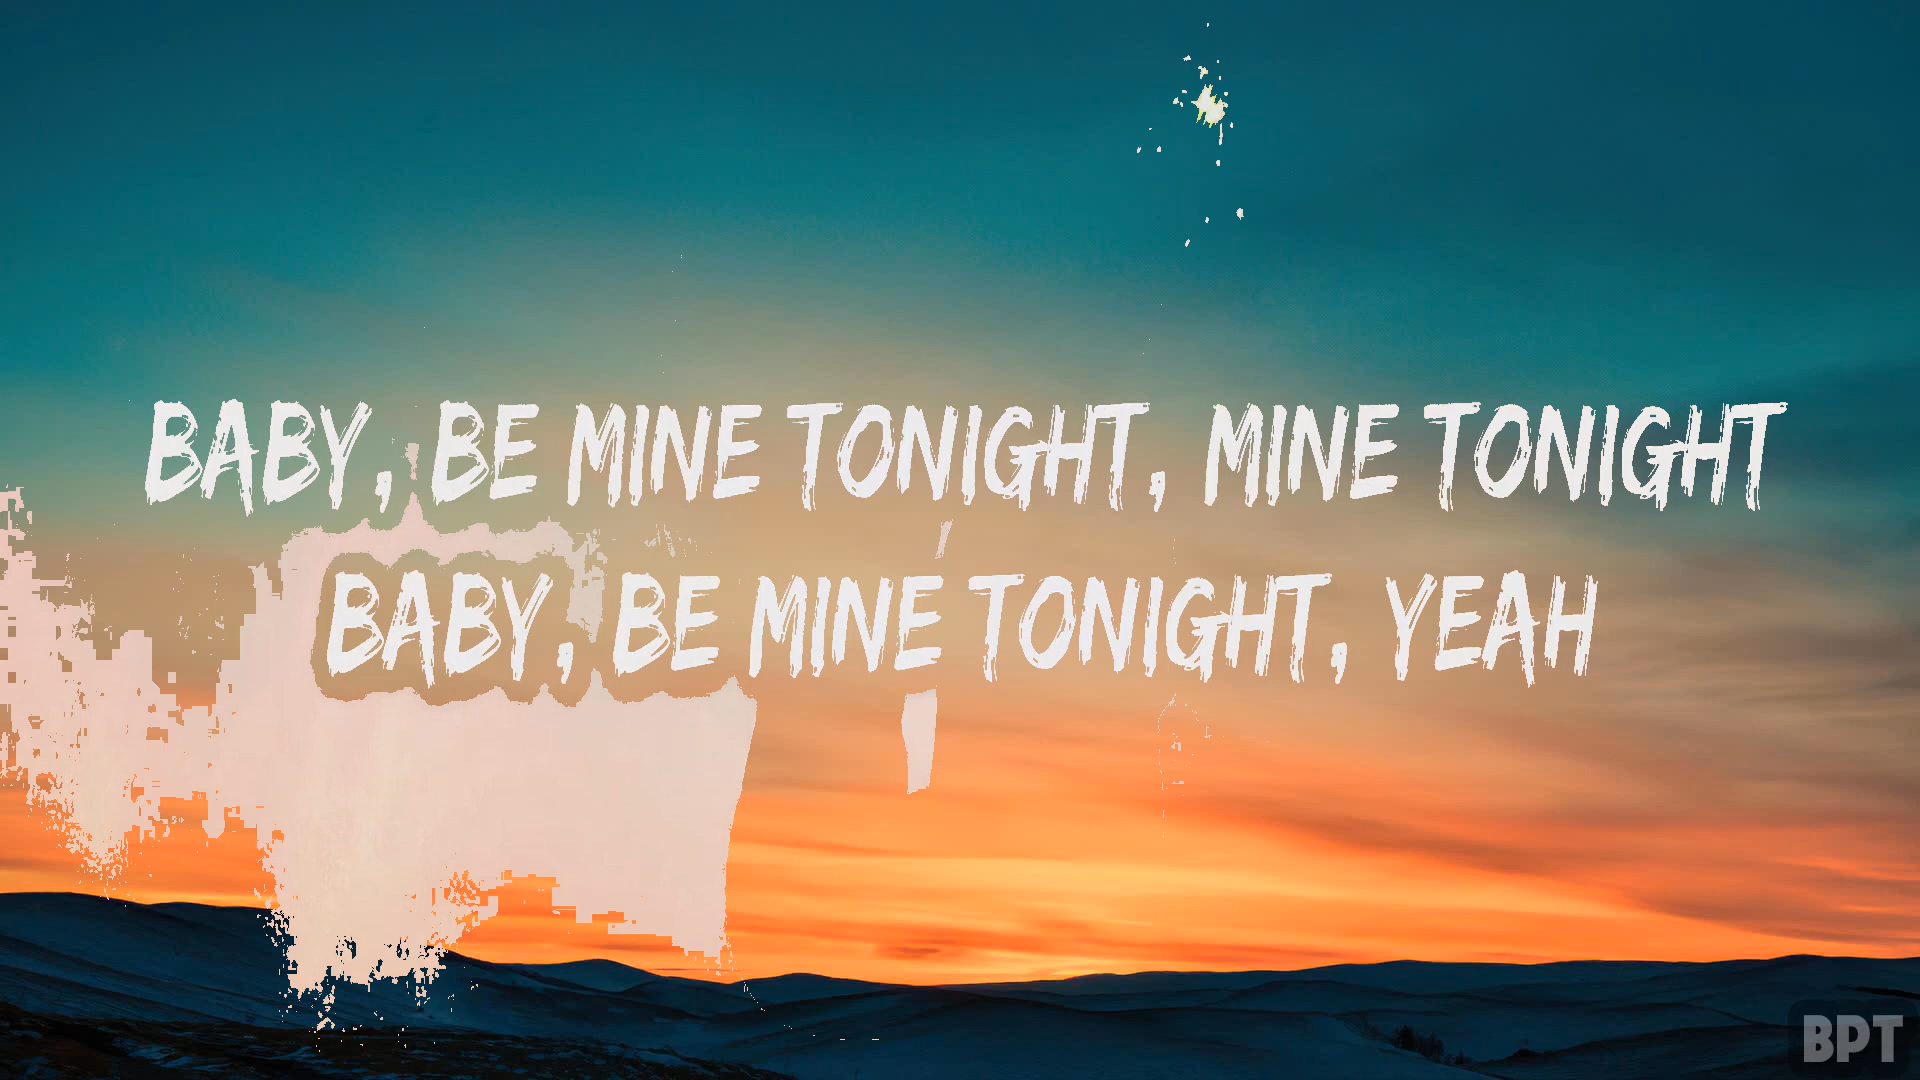 BABY, BE MINE TONIGHT, MINE TONIGHT
BABY, BE MINE TONIGHT, YEAH
BPT